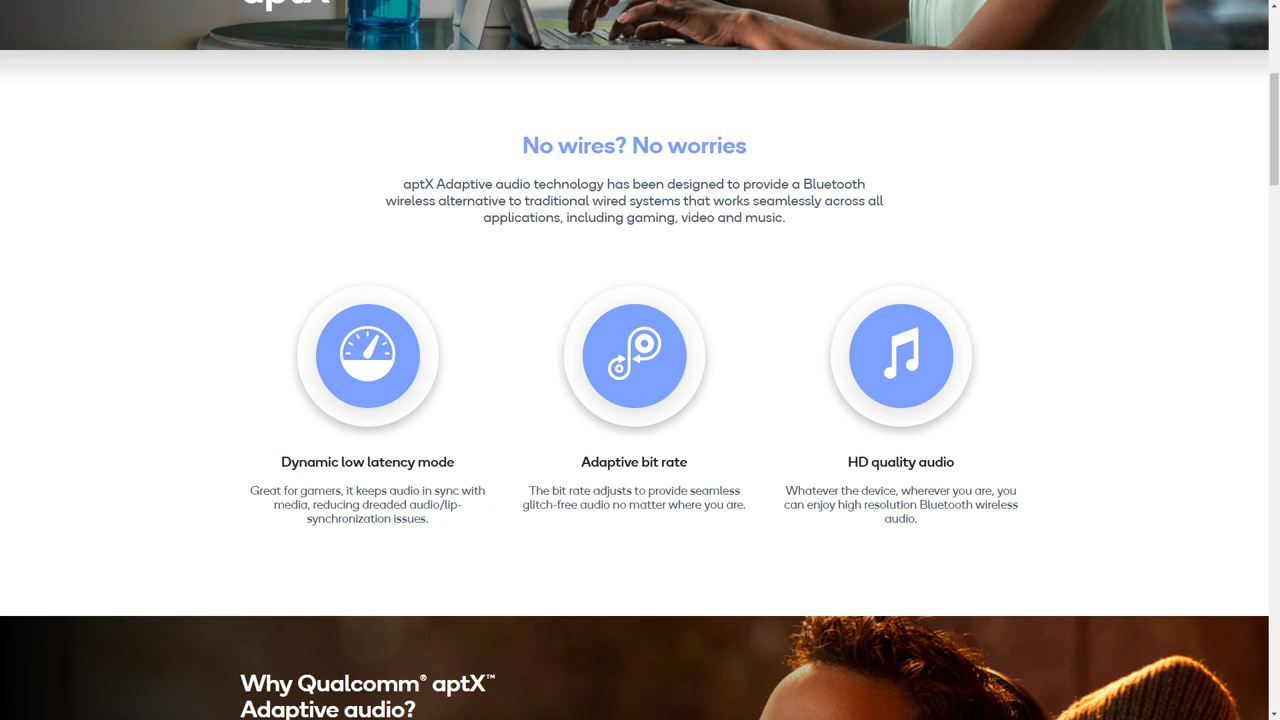 aptX
No wires? No worries
aptX Adaptive audio technology has been designed to provide a Bluetooth
wireless alternative to traditional wired systems that works seamlessly across all
applications, including gaming, video and music.
Dynamic low latency mode
Great for gamers, it keeps audio in sync with
media, reducing dreaded audio/lip-
synchronization issues.
Adaptive bit rate
The bit rate adjusts to provide seamless
glitch-free audio no matter where you are.
HD quality audio
Whatever the device, wherever you are, you
can enjoy high resolution Bluetooth wireless
audio.
Why Qualcomm® aptX™
Adaptive audio?